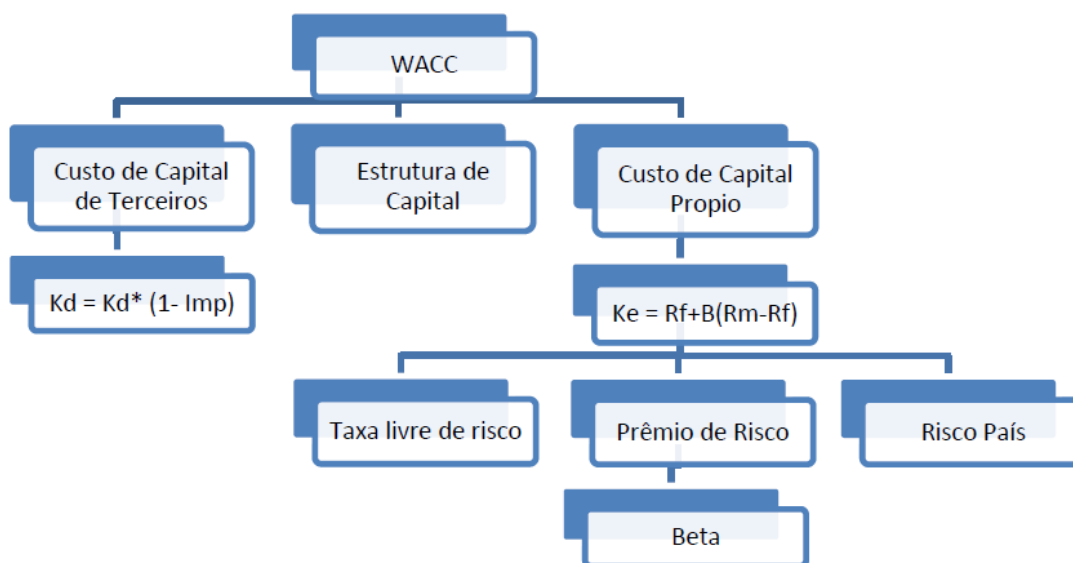 WACC
Custo de Capital
de Terceiros
Estrutura de
Capital
Custo de Capital
Propio
Kd = Kd* (1- Imp)
Ke = Rf+B(Rm-Rf)
Taxa livre de risco
Prêmio de Risco
Risco País
Beta